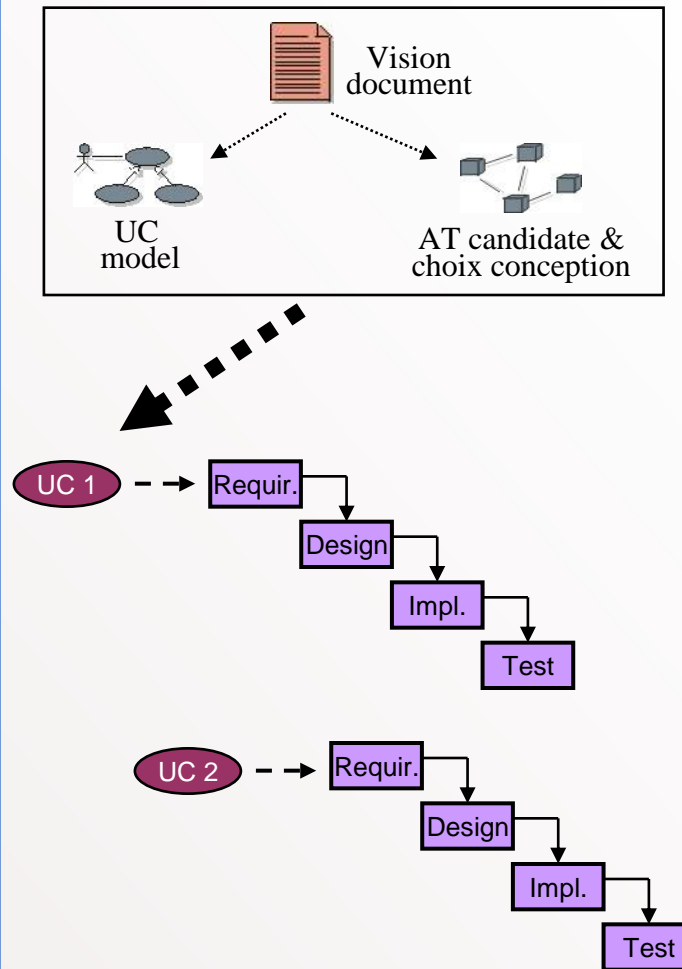 Vision
document
UC
model
AT candidate &
choix conception
UC 1
Requir.
Design
Impl.
Test
UC 2
Requir.
Design
Impl.
Test